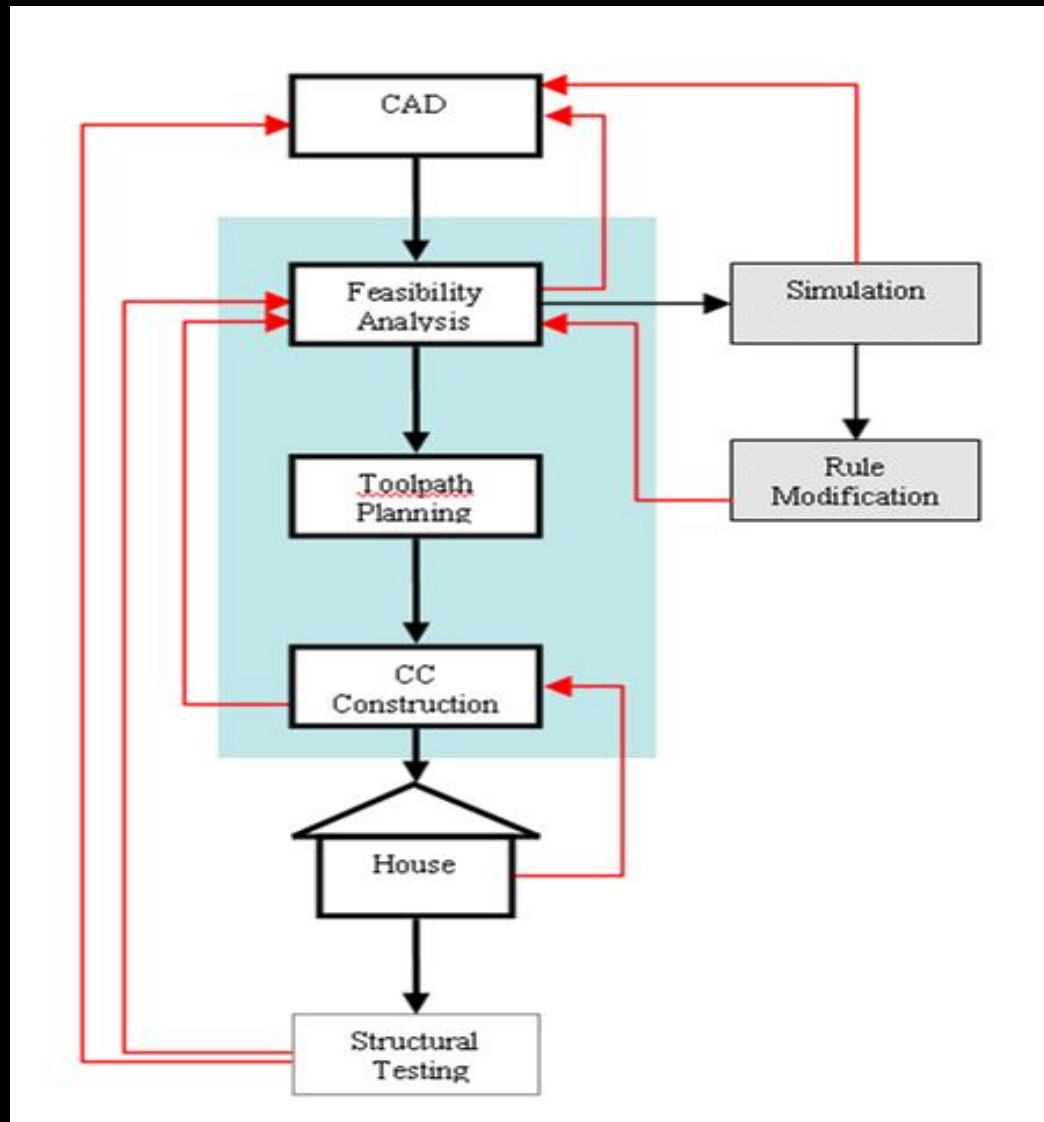 CAD
Feasibility
Analysis
Simulation
Toolpath
Planning
Rule
Modification
CC
Construction
House
Structural
Testing